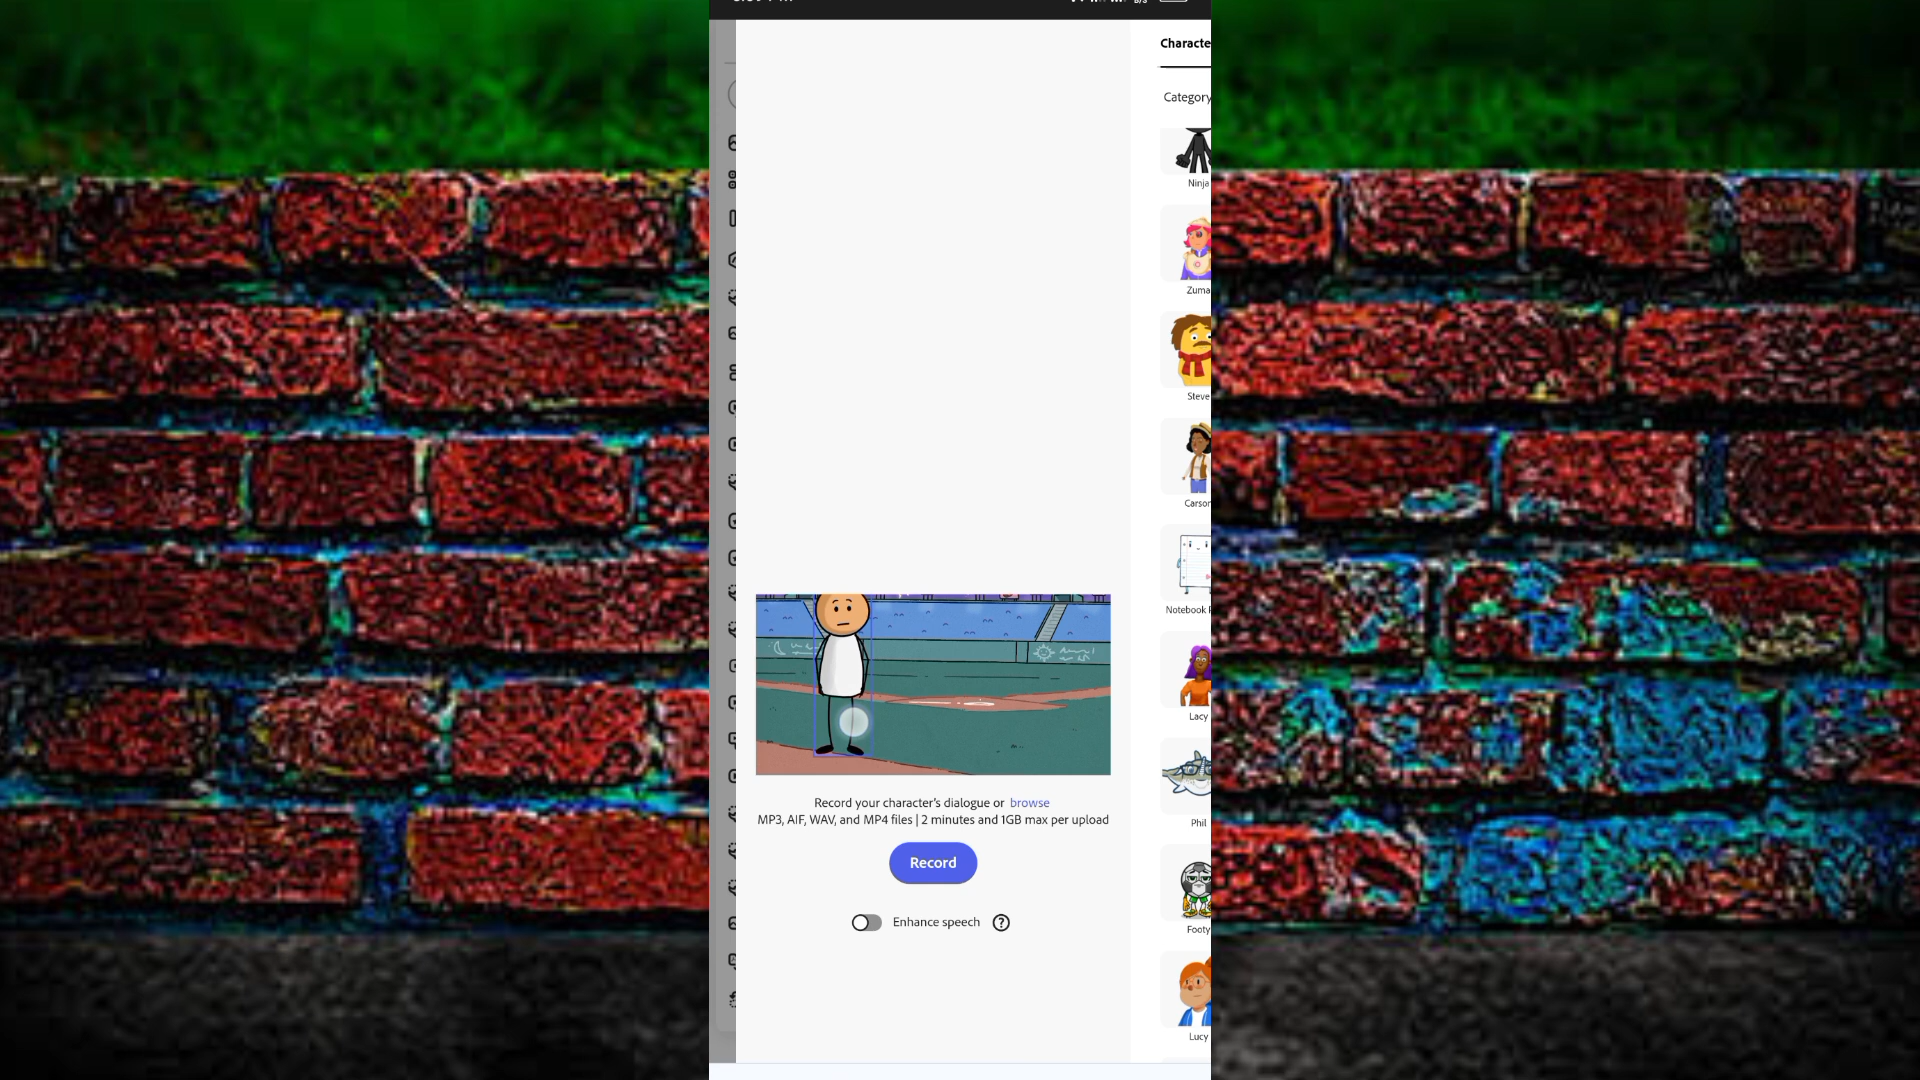 Characte
Category
Ninja
Zuma
Steve
Carson
Notebook
Lacy
Phil
Footy
Lucy
Record your character's dialogue or browse
MP3, AIF, WAV, and MP4 files | 2 minutes and 1GB max per upload
Record
Enhance speech